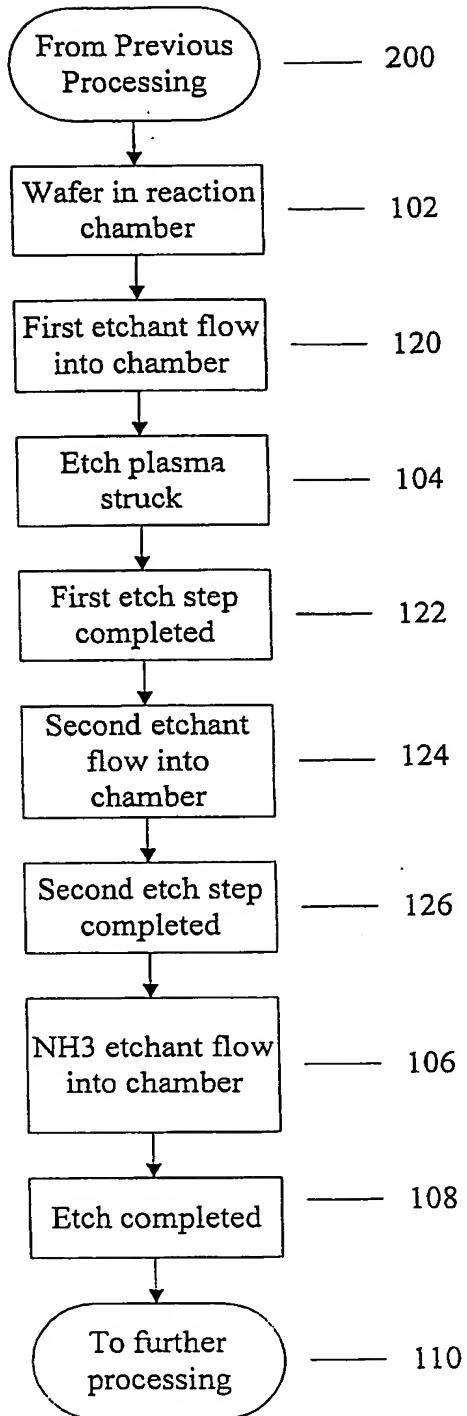 From Previous
Processing
200
Wafer in reaction
chamber
102
First etchant flow
into chamber
120
Etch plasma
struck
104
First etch step
completed
122
Second etchant
flow into
chamber
124
Second etch step
completed
126
NH3 etchant flow
into chamber
106
Etch completed
108
To further
processing
110